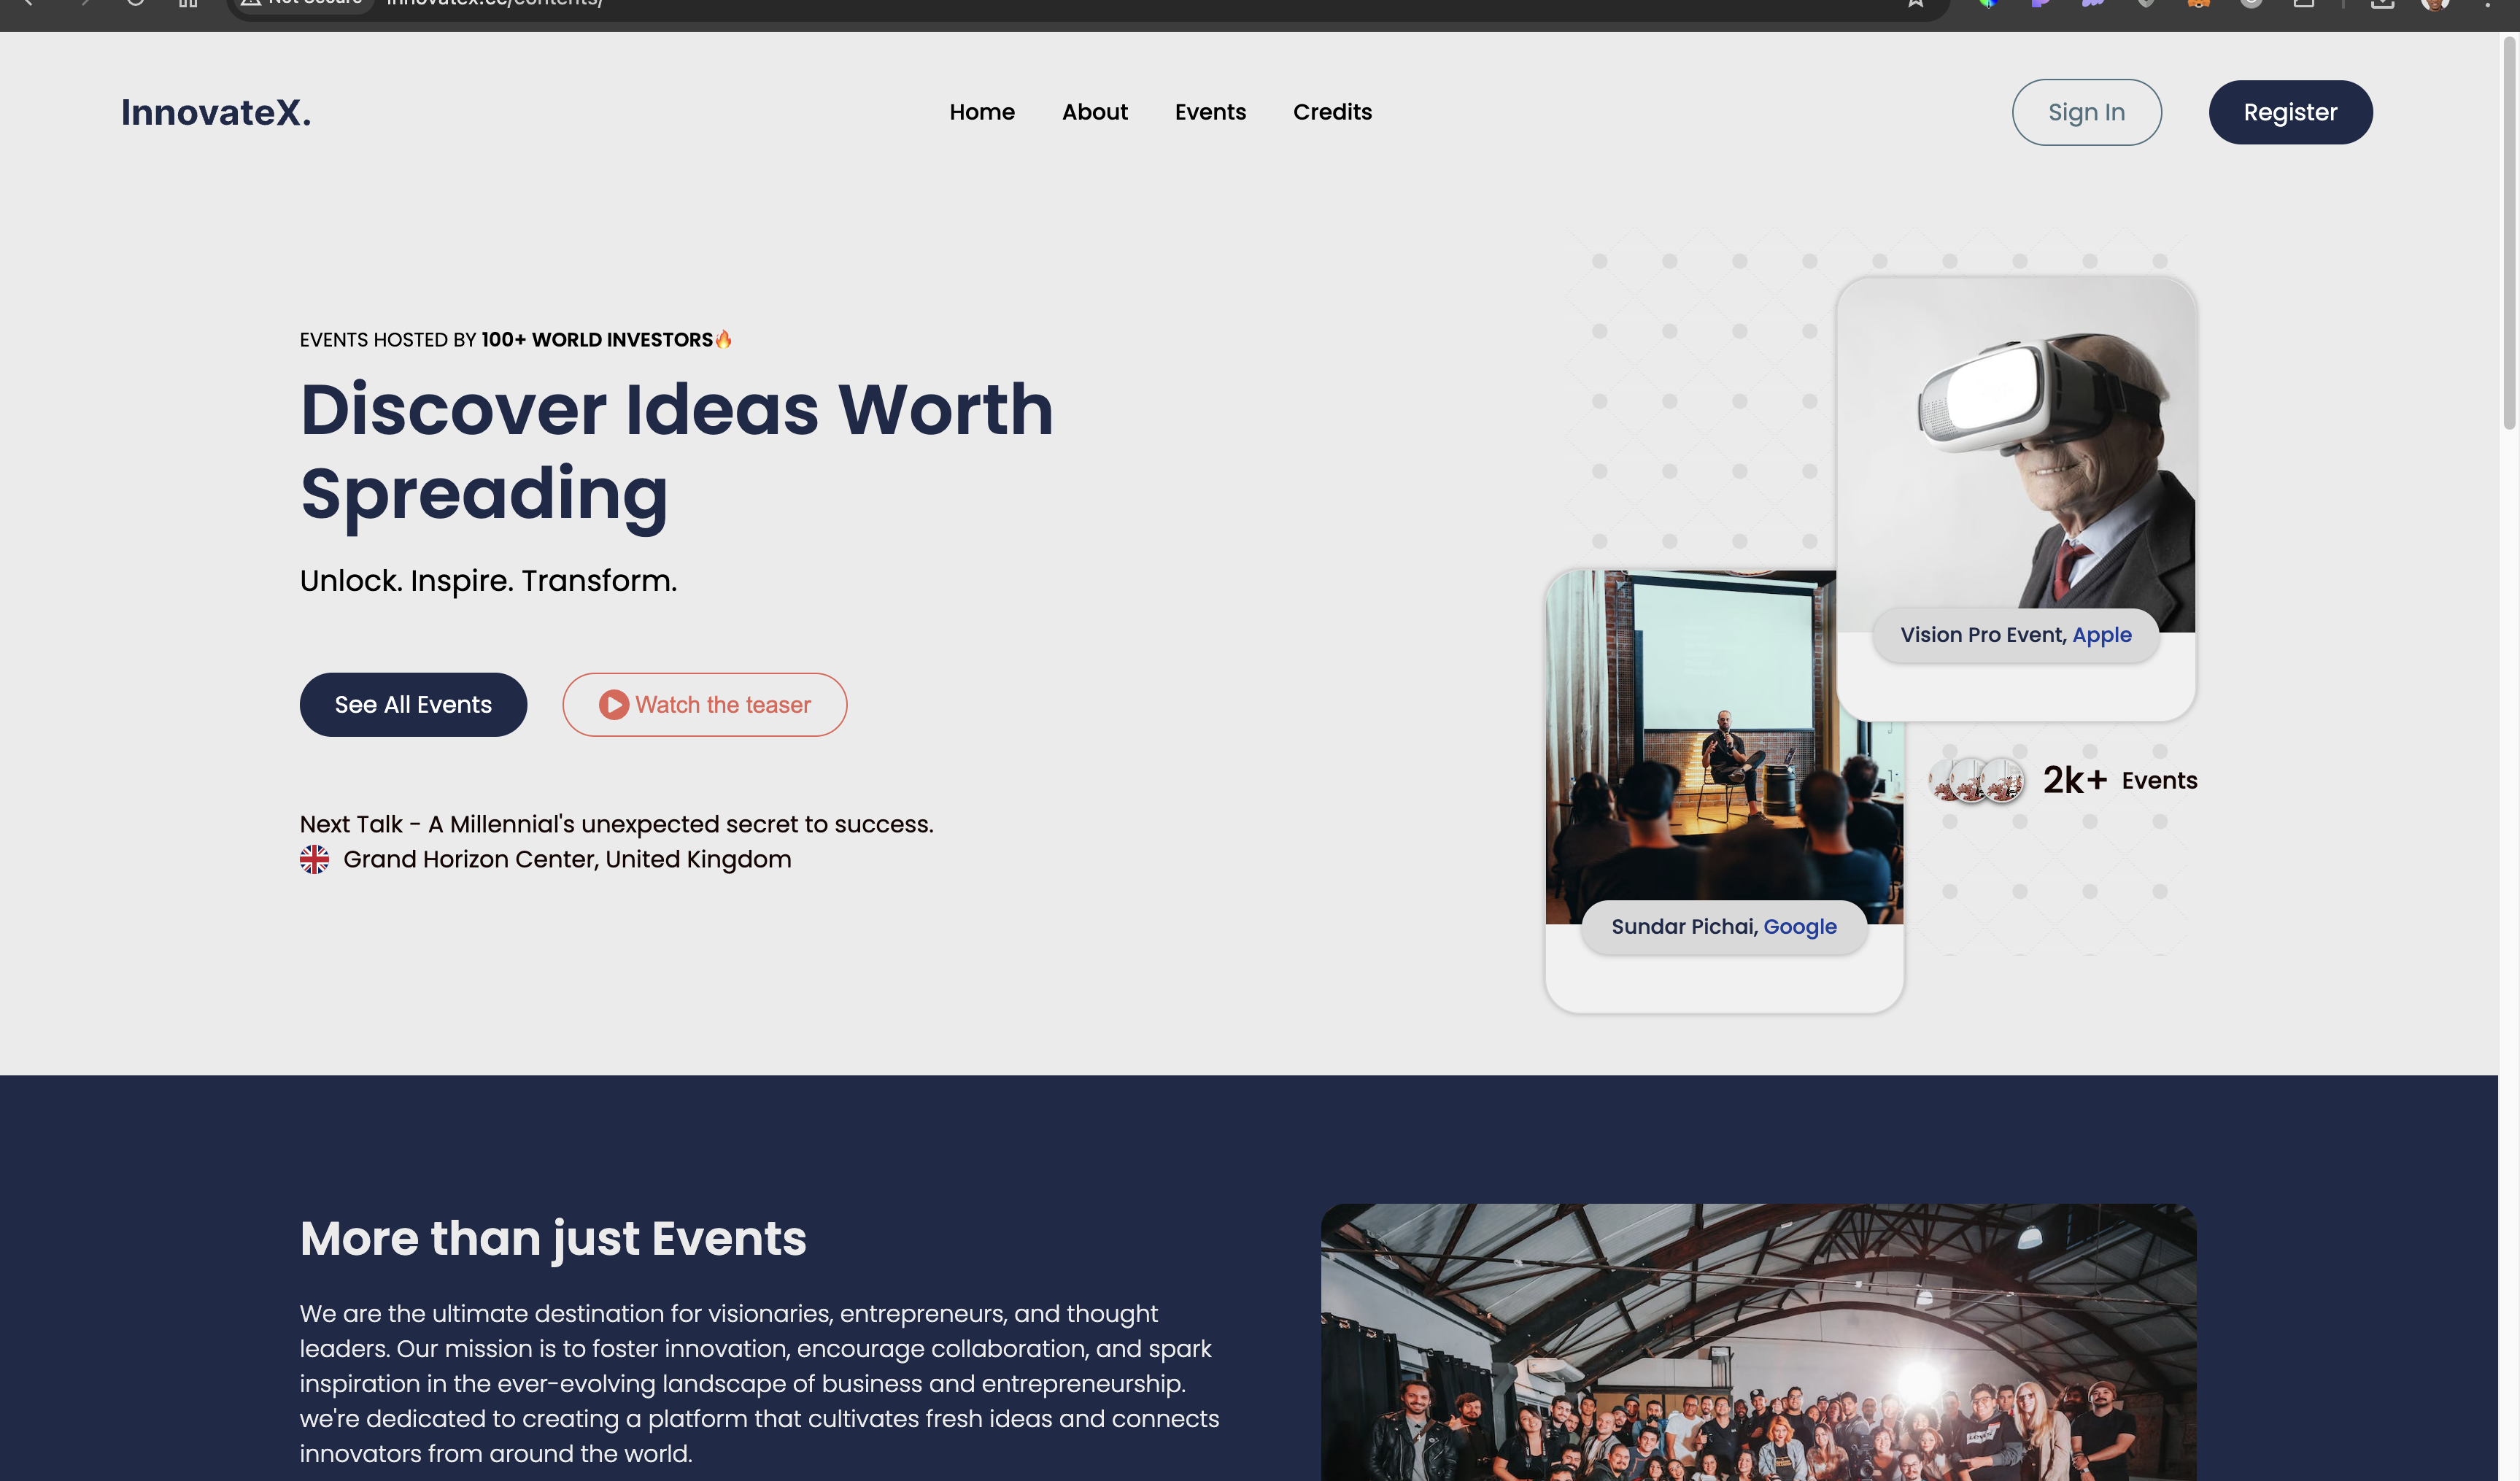 InnovateX.
Home
About
Events
Credits
Sign In
Register
EVENTS HOSTED BY 100+ WORLD INVESTORS🔥
Discover Ideas Worth
Spreading
Unlock. Inspire. Transform.
See All Events
Watch the teaser
Next Talk - A Millennial's unexpected secret to success.
Grand Horizon Center, United Kingdom
Vision Pro Event, Apple
2k+ Events
Sundar Pichai, Google
More than just Events
We are the ultimate destination for visionaries, entrepreneurs, and thought
leaders. Our mission is to foster innovation, encourage collaboration, and spark
inspiration in the ever-evolving landscape of business and entrepreneurship.
we're dedicated to creating a platform that cultivates fresh ideas and connects
innovators from around the world.